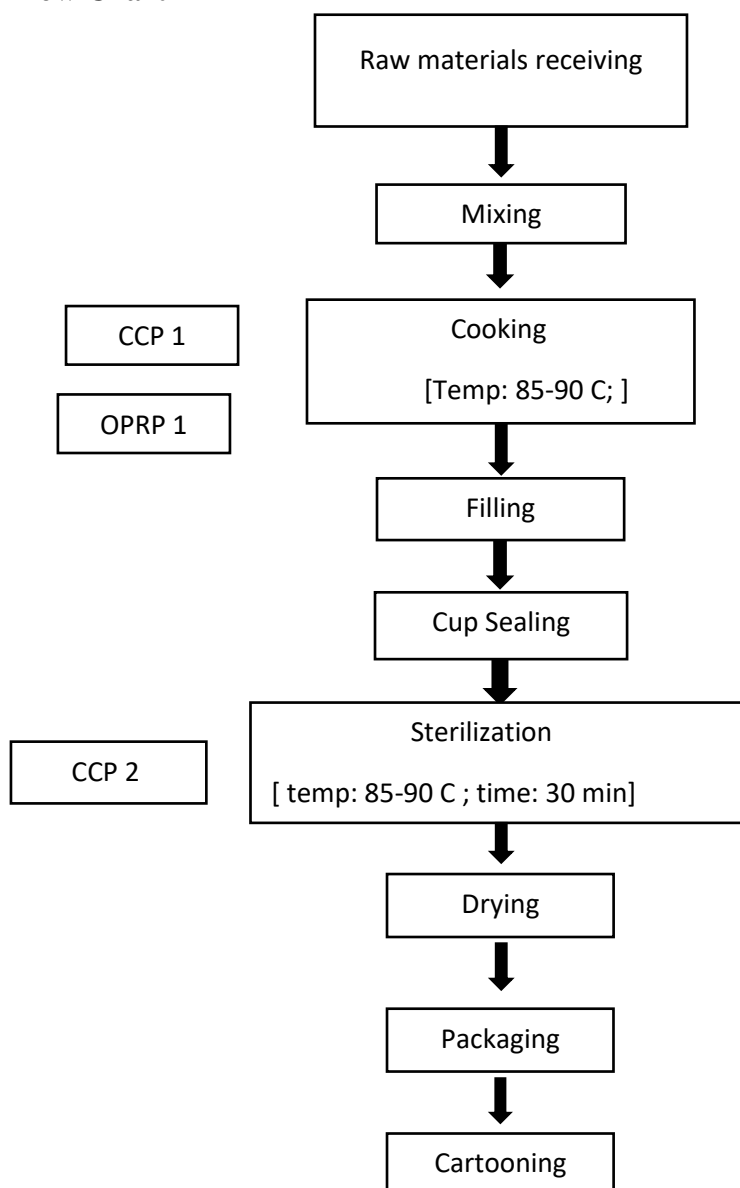 Raw materials receiving
Mixing
CCP 1
Cooking
[Temp: 85-90 C; ]
OPRP 1
Filling
Cup Sealing
Sterilization
CCP 2
[ temp: 85-90 C ; time: 30 min]
Drying
Packaging
Cartooning